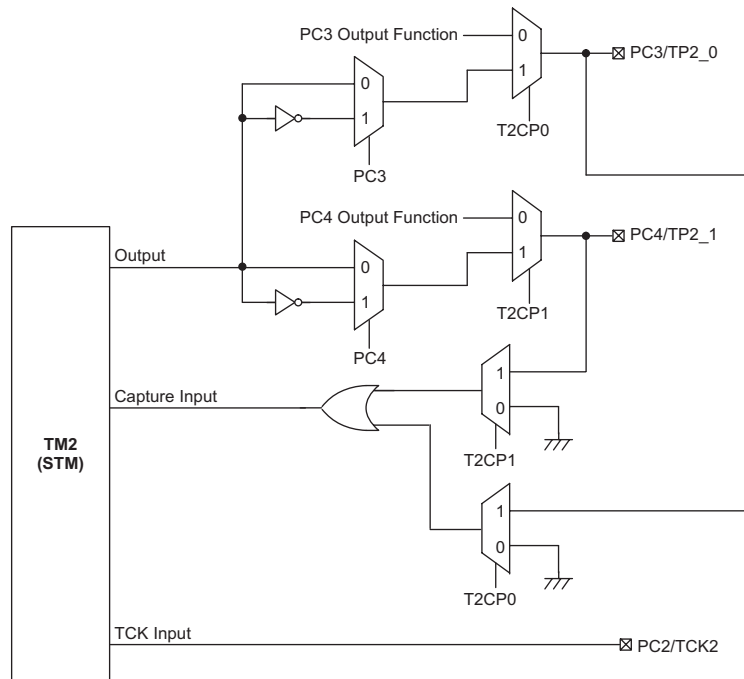 PC3 Output Function
0
1
PC3/TP2_0
T2CP0
0
1
PC3
PC4 Output Function
0
1
PC4/TP2_1
T2CP1
Output
0
1
PC4
Capture Input
1
0
T2CP1
TM2
(STM)
1
0
T2CP0
TCK Input
PC2/TCK2